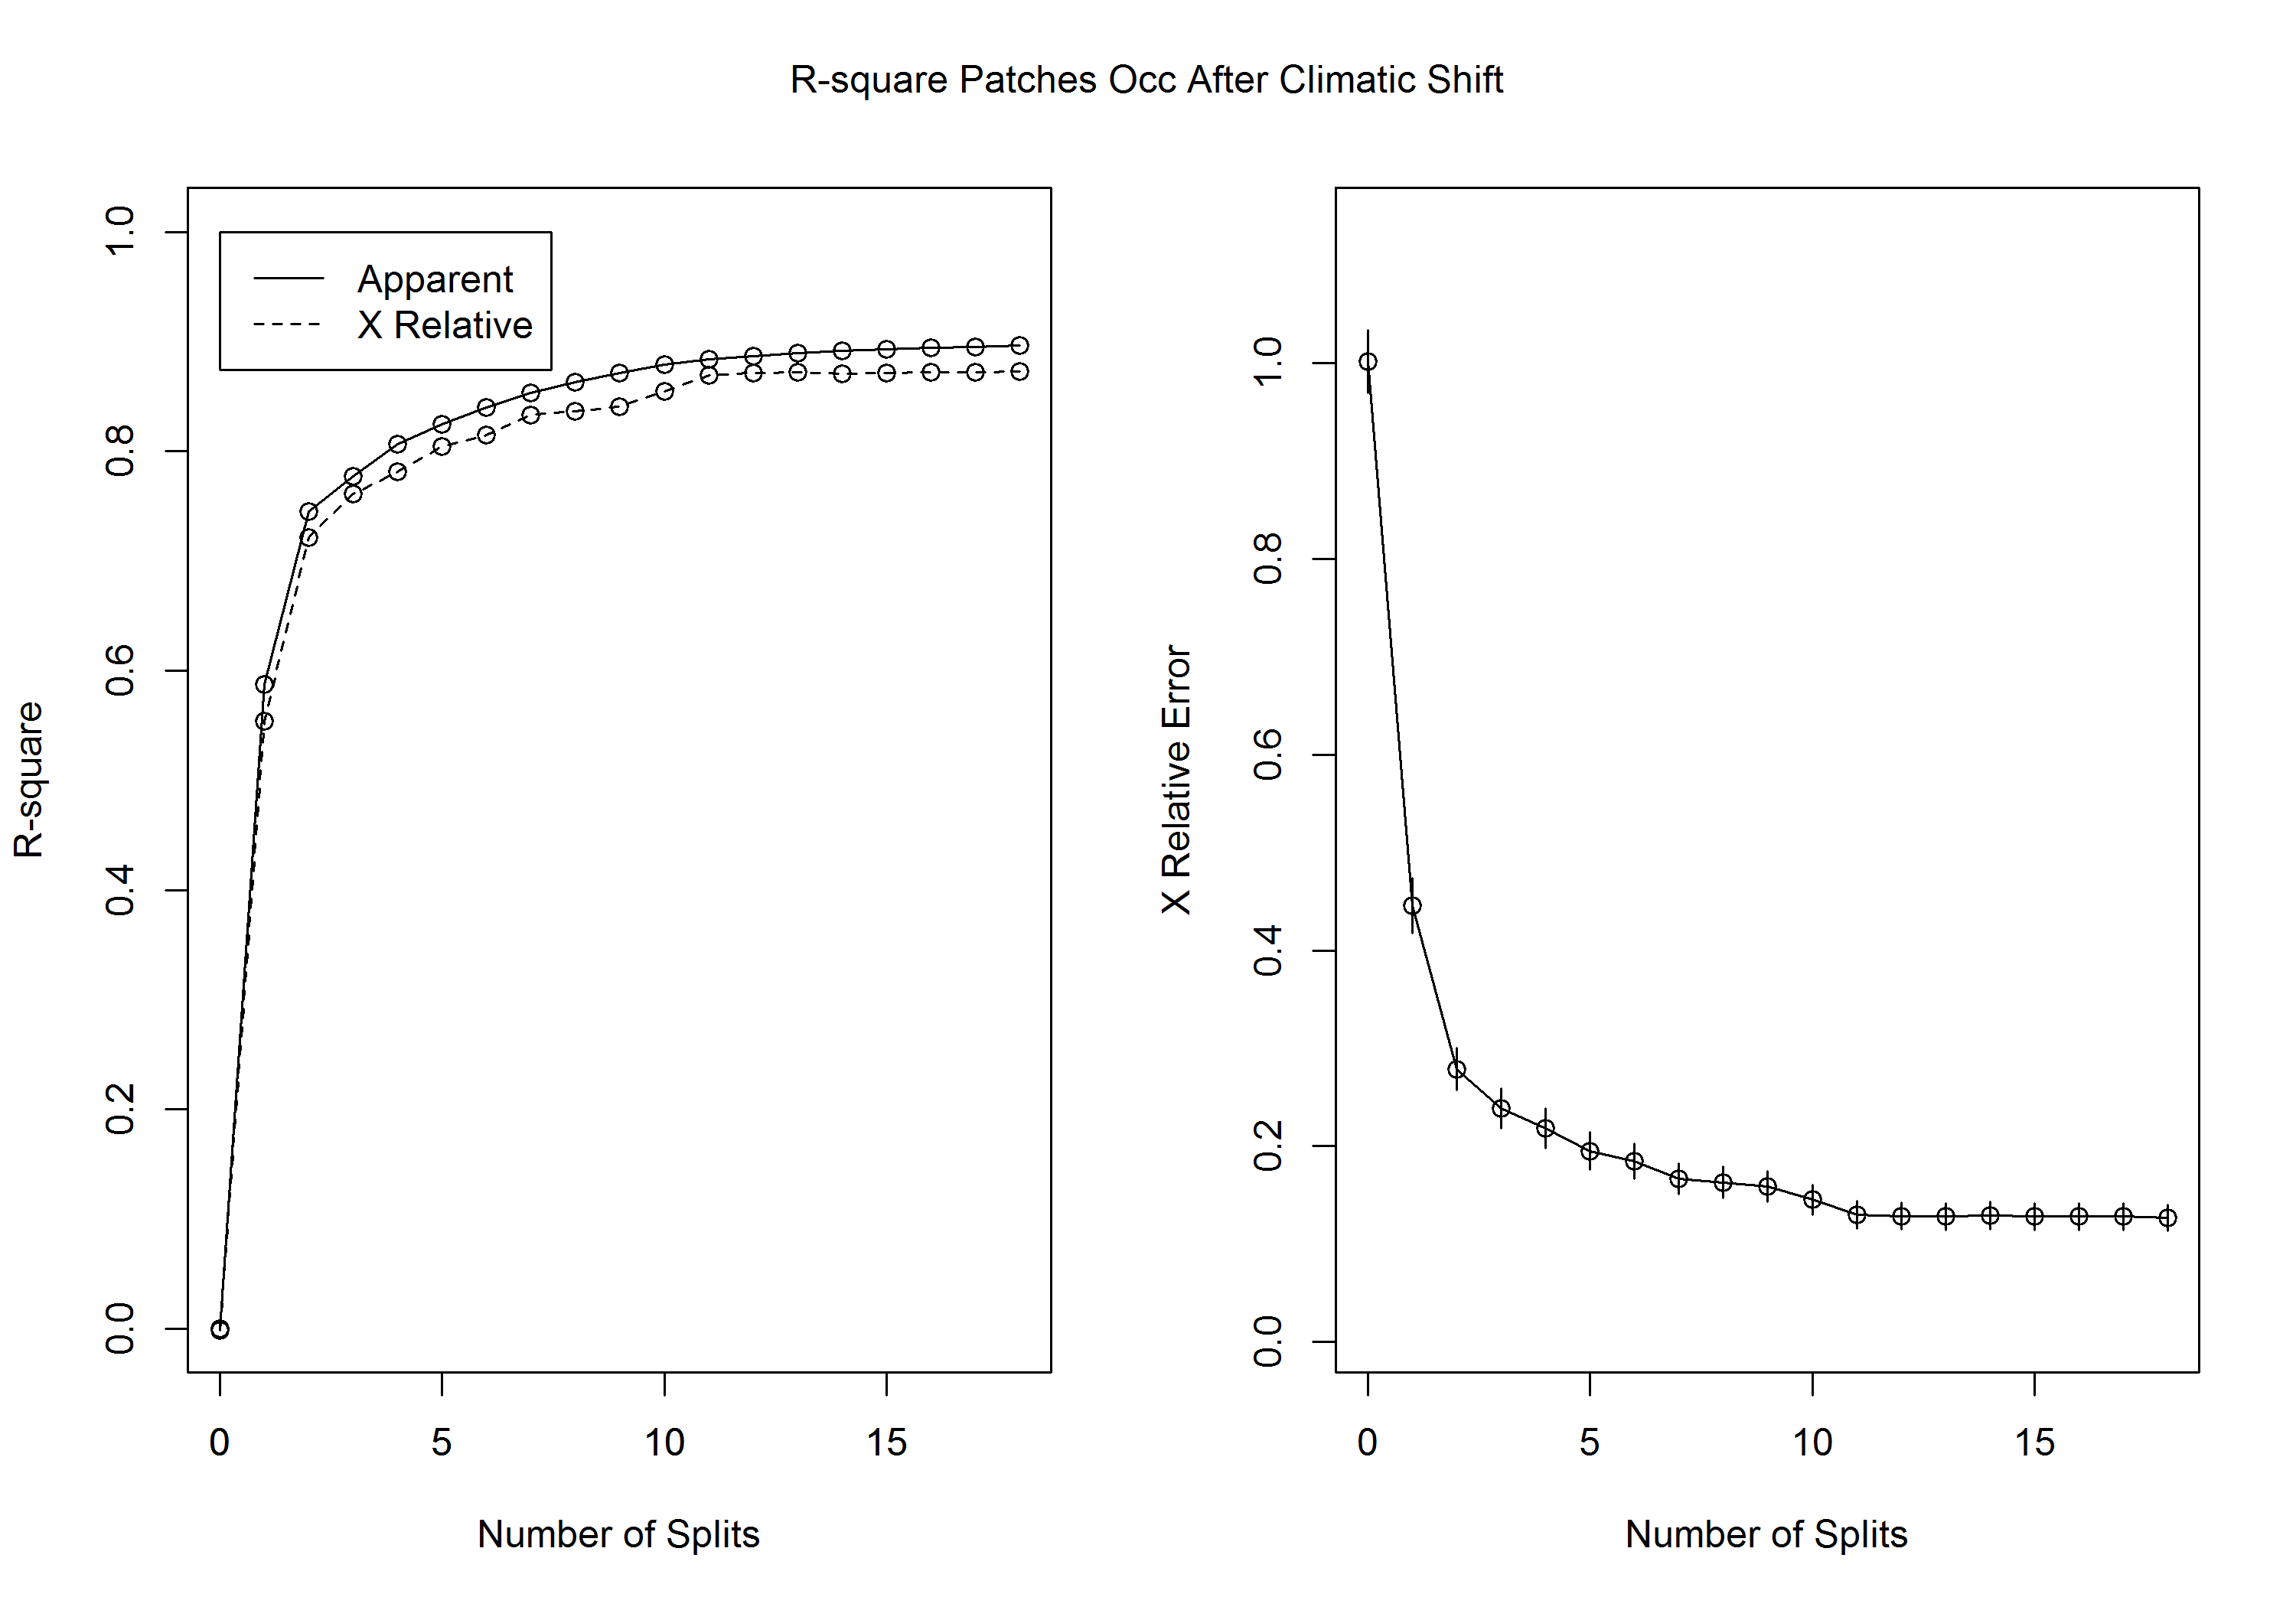 R-square Patches Occ After Climatic Shift
1.0
0.8
0.6
0.4
0.2
0.0
R-square
Apparent
X Relative
0 5 10 15
Number of Splits
1.0
0.8
0.6
0.4
0.2
0.0
X Relative Error
0 5 10 15
Number of Splits